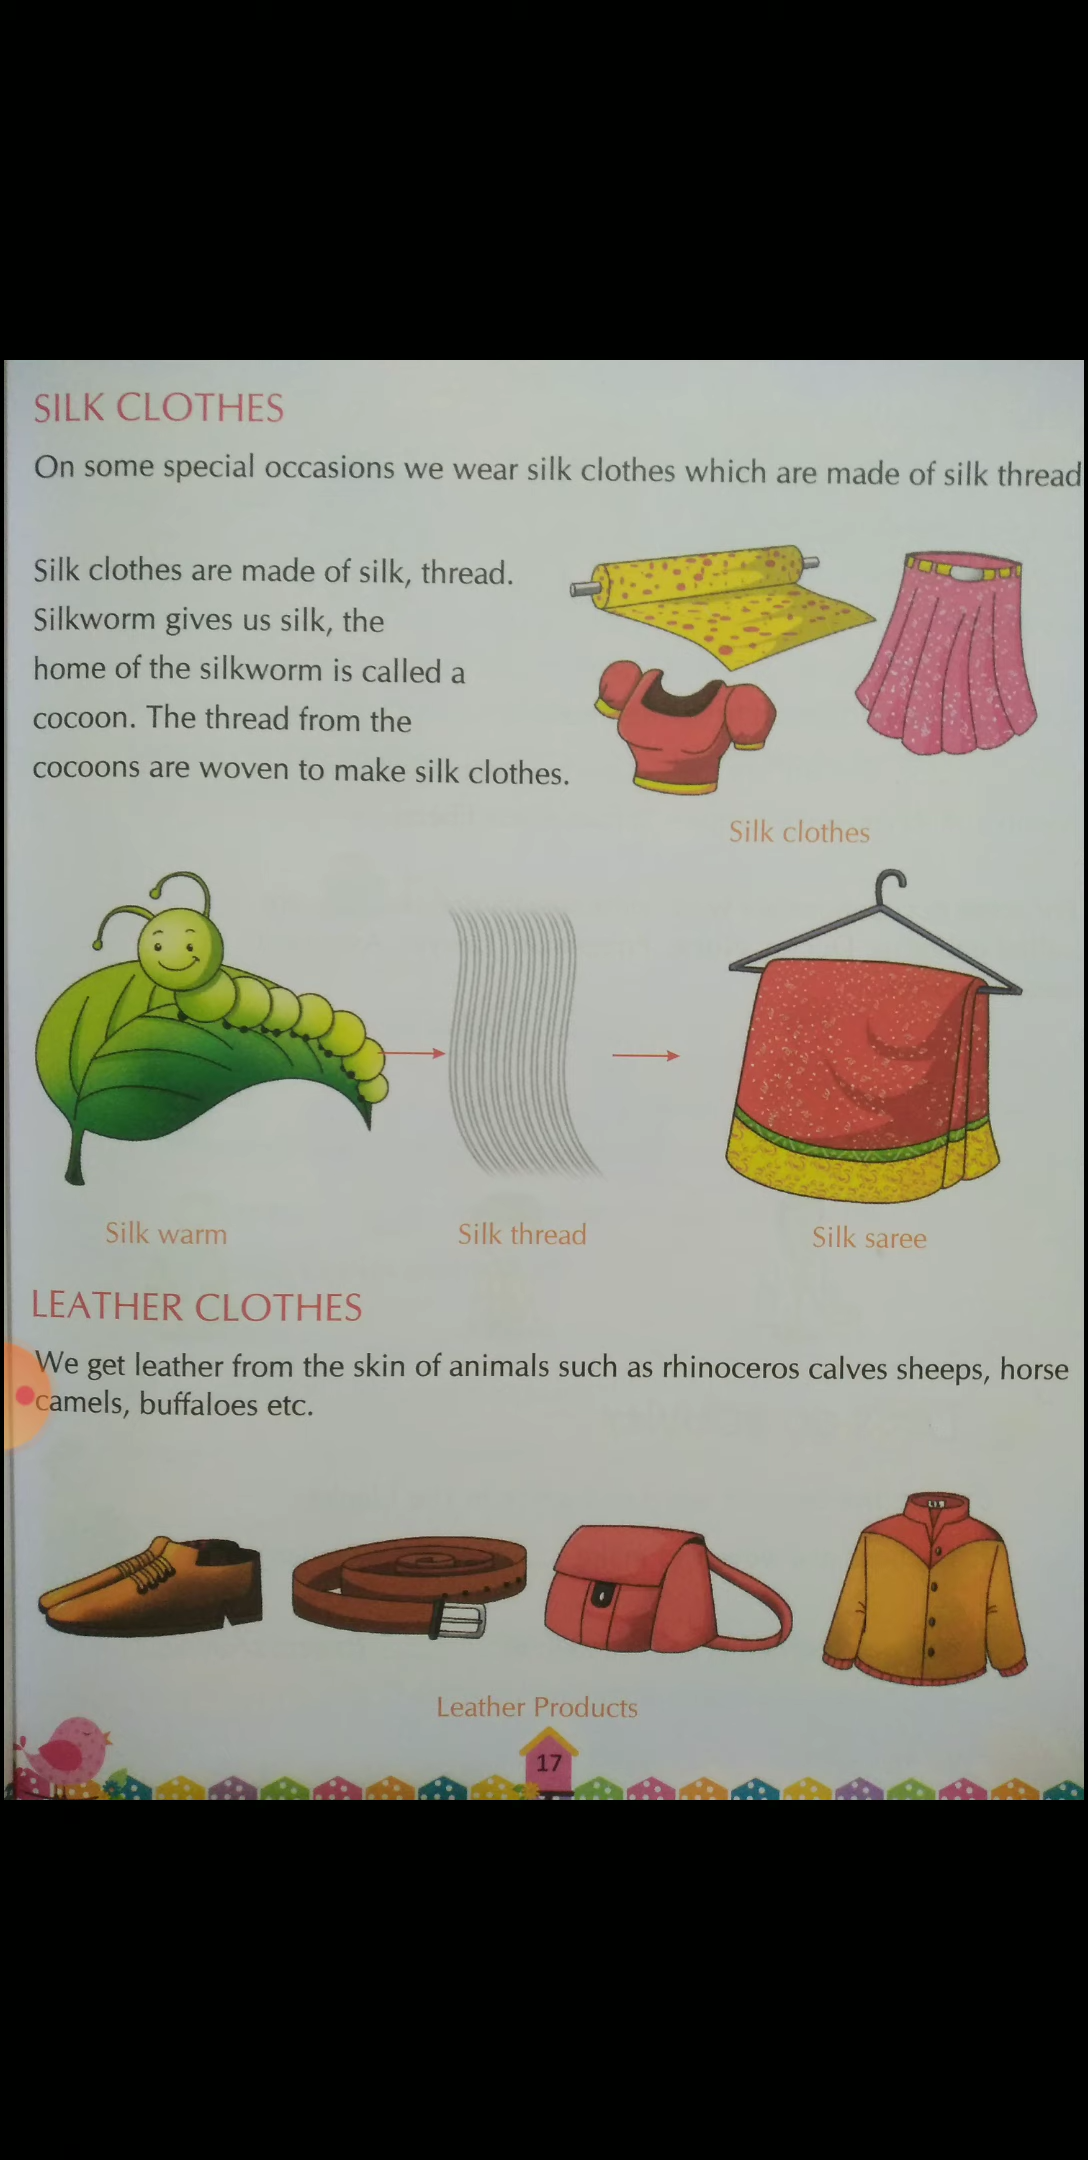 SILK CLOTHES
On some special occasions we wear silk clothes which are made of silk thread
Silk clothes are made of silk, thread.
Silkworm gives us silk, the
home of the silkworm is called a
cocoon. The thread from the
cocoons are woven to make silk clothes.
Silk clothes
Silk warm
Silk thread
Silk saree
LEATHER CLOTHES
We get leather from the skin of animals such as rhinoceros calves sheeps, horse
camels, buffaloes etc.
Leather Products
17